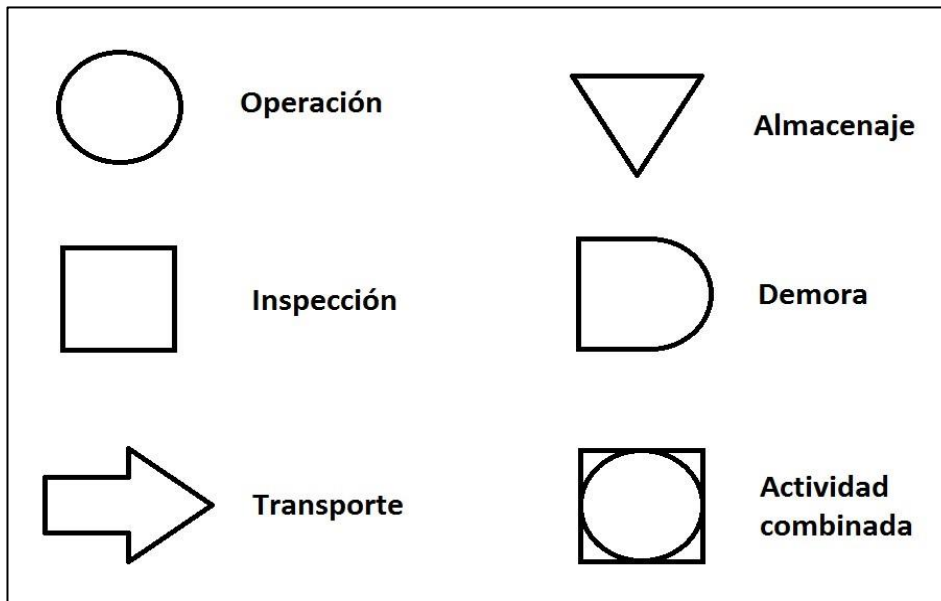 Operación
Almacenaje
Inspección
Demora
Transporte
Actividad
combinada